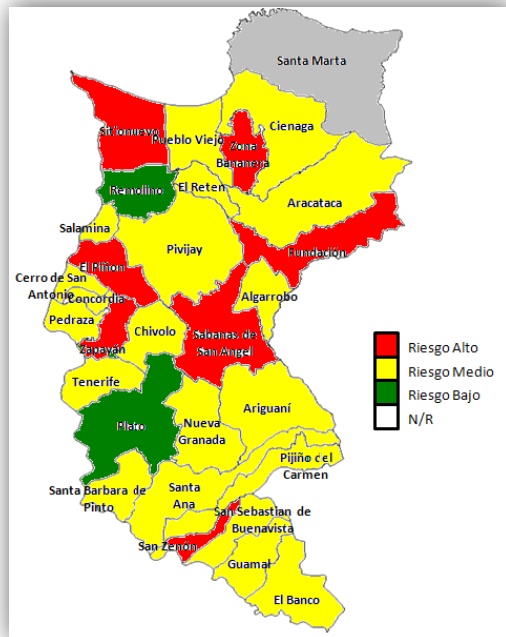 Santa Marta
Sitionuevo
Pueblo Viejo
Cienaga
Zona
Bananera
Remolino
El Reten
Aracataca
Salamina
Pivijay
Fundación
El Piñon
Cerro de San
Antonio
Concordia
Algarrobo
Pedraza
Chivolo
Zapayán
Sabanas de
San Angel
Riesgo Alto
Riesgo Medio
Riesgo Bajo
N/R
Tenerife
Plato
Nueva
Granada
Ariguaní
Pijiño del
Carmen
Santa Barbara de
Pinto
Santa
Ana
San Sebastian de
Buenavista
San Zenón
Guamal
El Banco